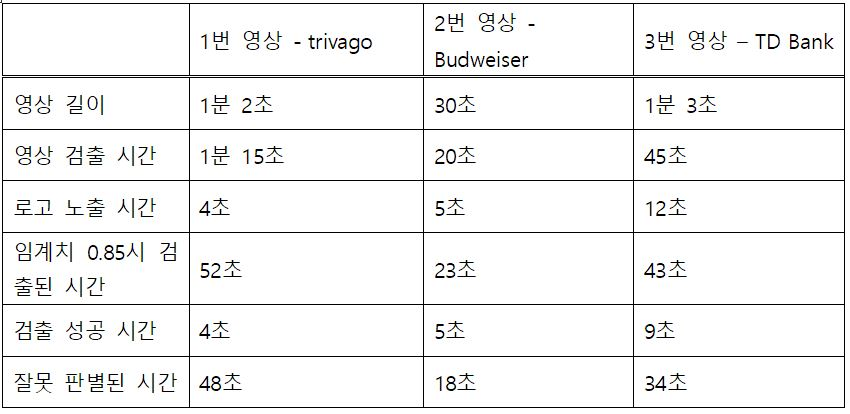 1번 영상 - trivago
2번 영상 -
Budweiser
3번 영상 – TD Bank
영상 길이
1분 2초
30초
1분 3초
영상 검출 시간
1분 15초
20초
45초
로고 노출 시간
4초
5초
12초
임계치 0.85시 검
출된 시간
52초
23초
43초
검출 성공 시간
4초
5초
9초
잘못 판별된 시간
48초
18초
34초